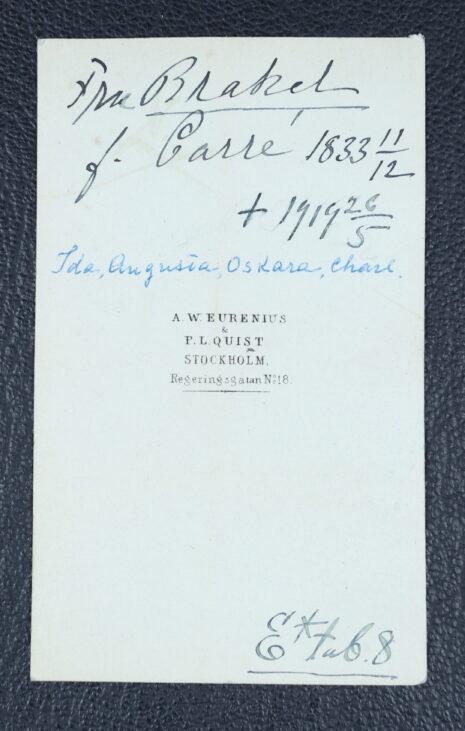 Fru Brakel
f. Carré 1833 11/12
+ 1919 26/5
Ida, Augusta, Oskara, Charl.
A. W. EURENIUS
&
P. L. QUIST
STOCKHOLM.
Regeringsgatan No 18.
tab. 8